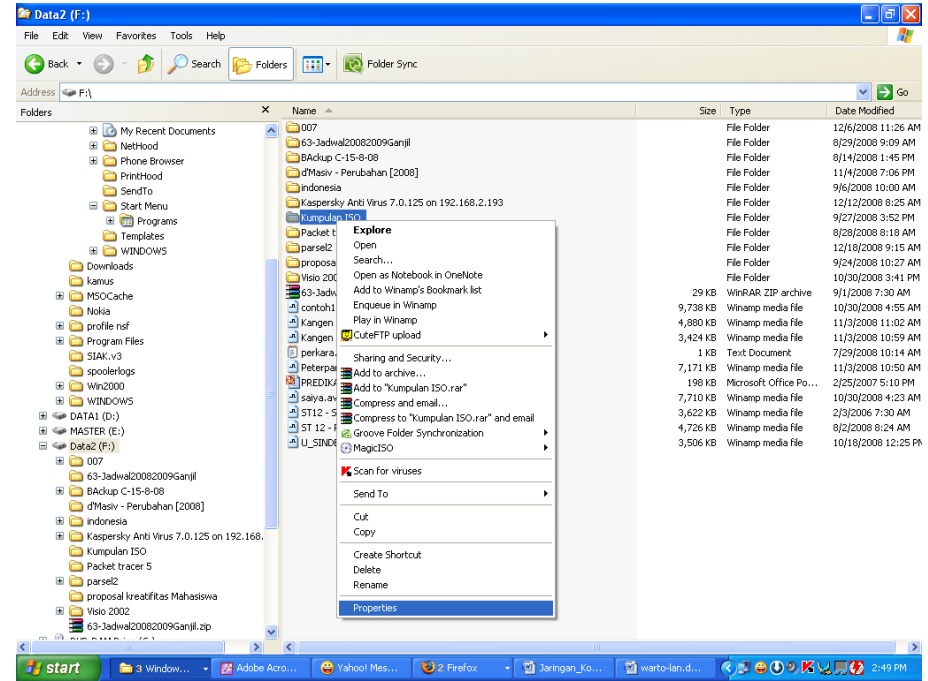 Data2 (F:)
File Edit View Favorites Tools Help
Back Search Folders Folder Sync
Address F:\ Go
Folders X
My Recent Documents
NetHood
Phone Browser
PrintHood
SendTo
Start Menu
Programs
Templates
WINDOWS
Downloads
kamus
MSOCache
Nokia
profile nsf
Program Files
SIAK.v3
spoolerlogs
Win2000
WINDOWS
DATA1 (D:)
MASTER (E:)
Data2 (F:)
007
63-Jadwal20082009Ganjil
BAckup C-15-8-08
d'Masiv - Perubahan [2008]
indonesia
Kaspersky Anti Virus 7.0.125 on 192.168.
Kumpulan ISO
Packet tracer 5
parsel2
proposal kreatifitas Mahasiswa
Visio 2002
63-Jadwal20082009Ganjil.zip
Name Size Type Date Modified
007 File Folder 12/6/2008 11:26 AM
63-Jadwal20082009Ganjil File Folder 8/29/2008 9:09 AM
BAckup C-15-8-08 File Folder 8/14/2008 1:45 PM
d'Masiv - Perubahan [2008] File Folder 11/4/2008 7:06 PM
indonesia File Folder 9/6/2008 10:00 AM
Kaspersky Anti Virus 7.0.125 on 192.168.2.193 File Folder 12/12/2008 8:25 AM
Kumpulan ISO File Folder 9/27/2008 3:52 PM
Packet t File Folder 8/28/2008 8:18 AM
parsel2 File Folder 12/18/2008 9:15 AM
proposa File Folder 9/24/2008 10:27 AM
Visio 200 File Folder 10/30/2008 3:41 PM
63-Jadw 29 KB WinRAR ZIP archive 9/1/2008 7:30 AM
contoh1 9,738 KB Winamp media file 10/30/2008 4:55 AM
Kangen 4,880 KB Winamp media file 11/3/2008 11:02 AM
Kangen 3,424 KB Winamp media file 11/3/2008 10:59 AM
perkara. 1 KB Text Document 7/29/2008 10:14 AM
Peterpa 7,171 KB Winamp media file 11/3/2008 10:50 AM
PREDIKA 198 KB Microsoft Office Po... 2/25/2007 5:10 PM
saiya.av 7,710 KB Winamp media file 10/30/2008 4:23 AM
ST12 - S 3,622 KB Winamp media file 2/3/2006 7:30 AM
ST 12 - 4,726 KB Winamp media file 8/2/2008 8:24 AM
U_SINDE 3,506 KB Winamp media file 10/18/2008 12:25 PM
Explore
Open
Search...
Open as Notebook in OneNote
Add to Winamp's Bookmark list
Enqueue in Winamp
Play in Winamp
CuteFTP upload
Sharing and Security...
Add to archive...
Add to "Kumpulan ISO.rar"
Compress and email...
Compress to "Kumpulan ISO.rar" and email
Groove Folder Synchronization
MagicISO
Scan for viruses
Send To
Cut
Copy
Create Shortcut
Delete
Rename
Properties
start 3 Window... Adobe Acro... Yahoo! Mes... 2 Firefox Jaringan_Ko... warto-lan.d... 2:49 PM